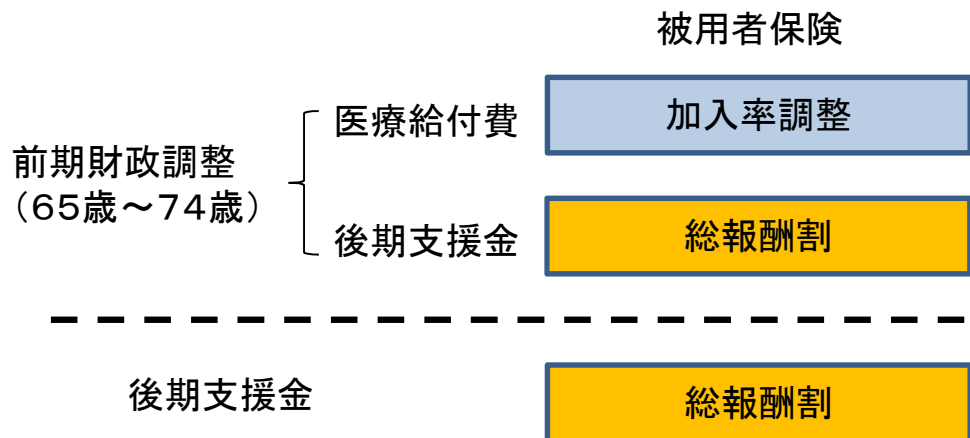 被用者保険
医療給付費
加入率調整
前期財政調整
（65歳～74歳）
後期支援金
総報酬割
後期支援金
総報酬割